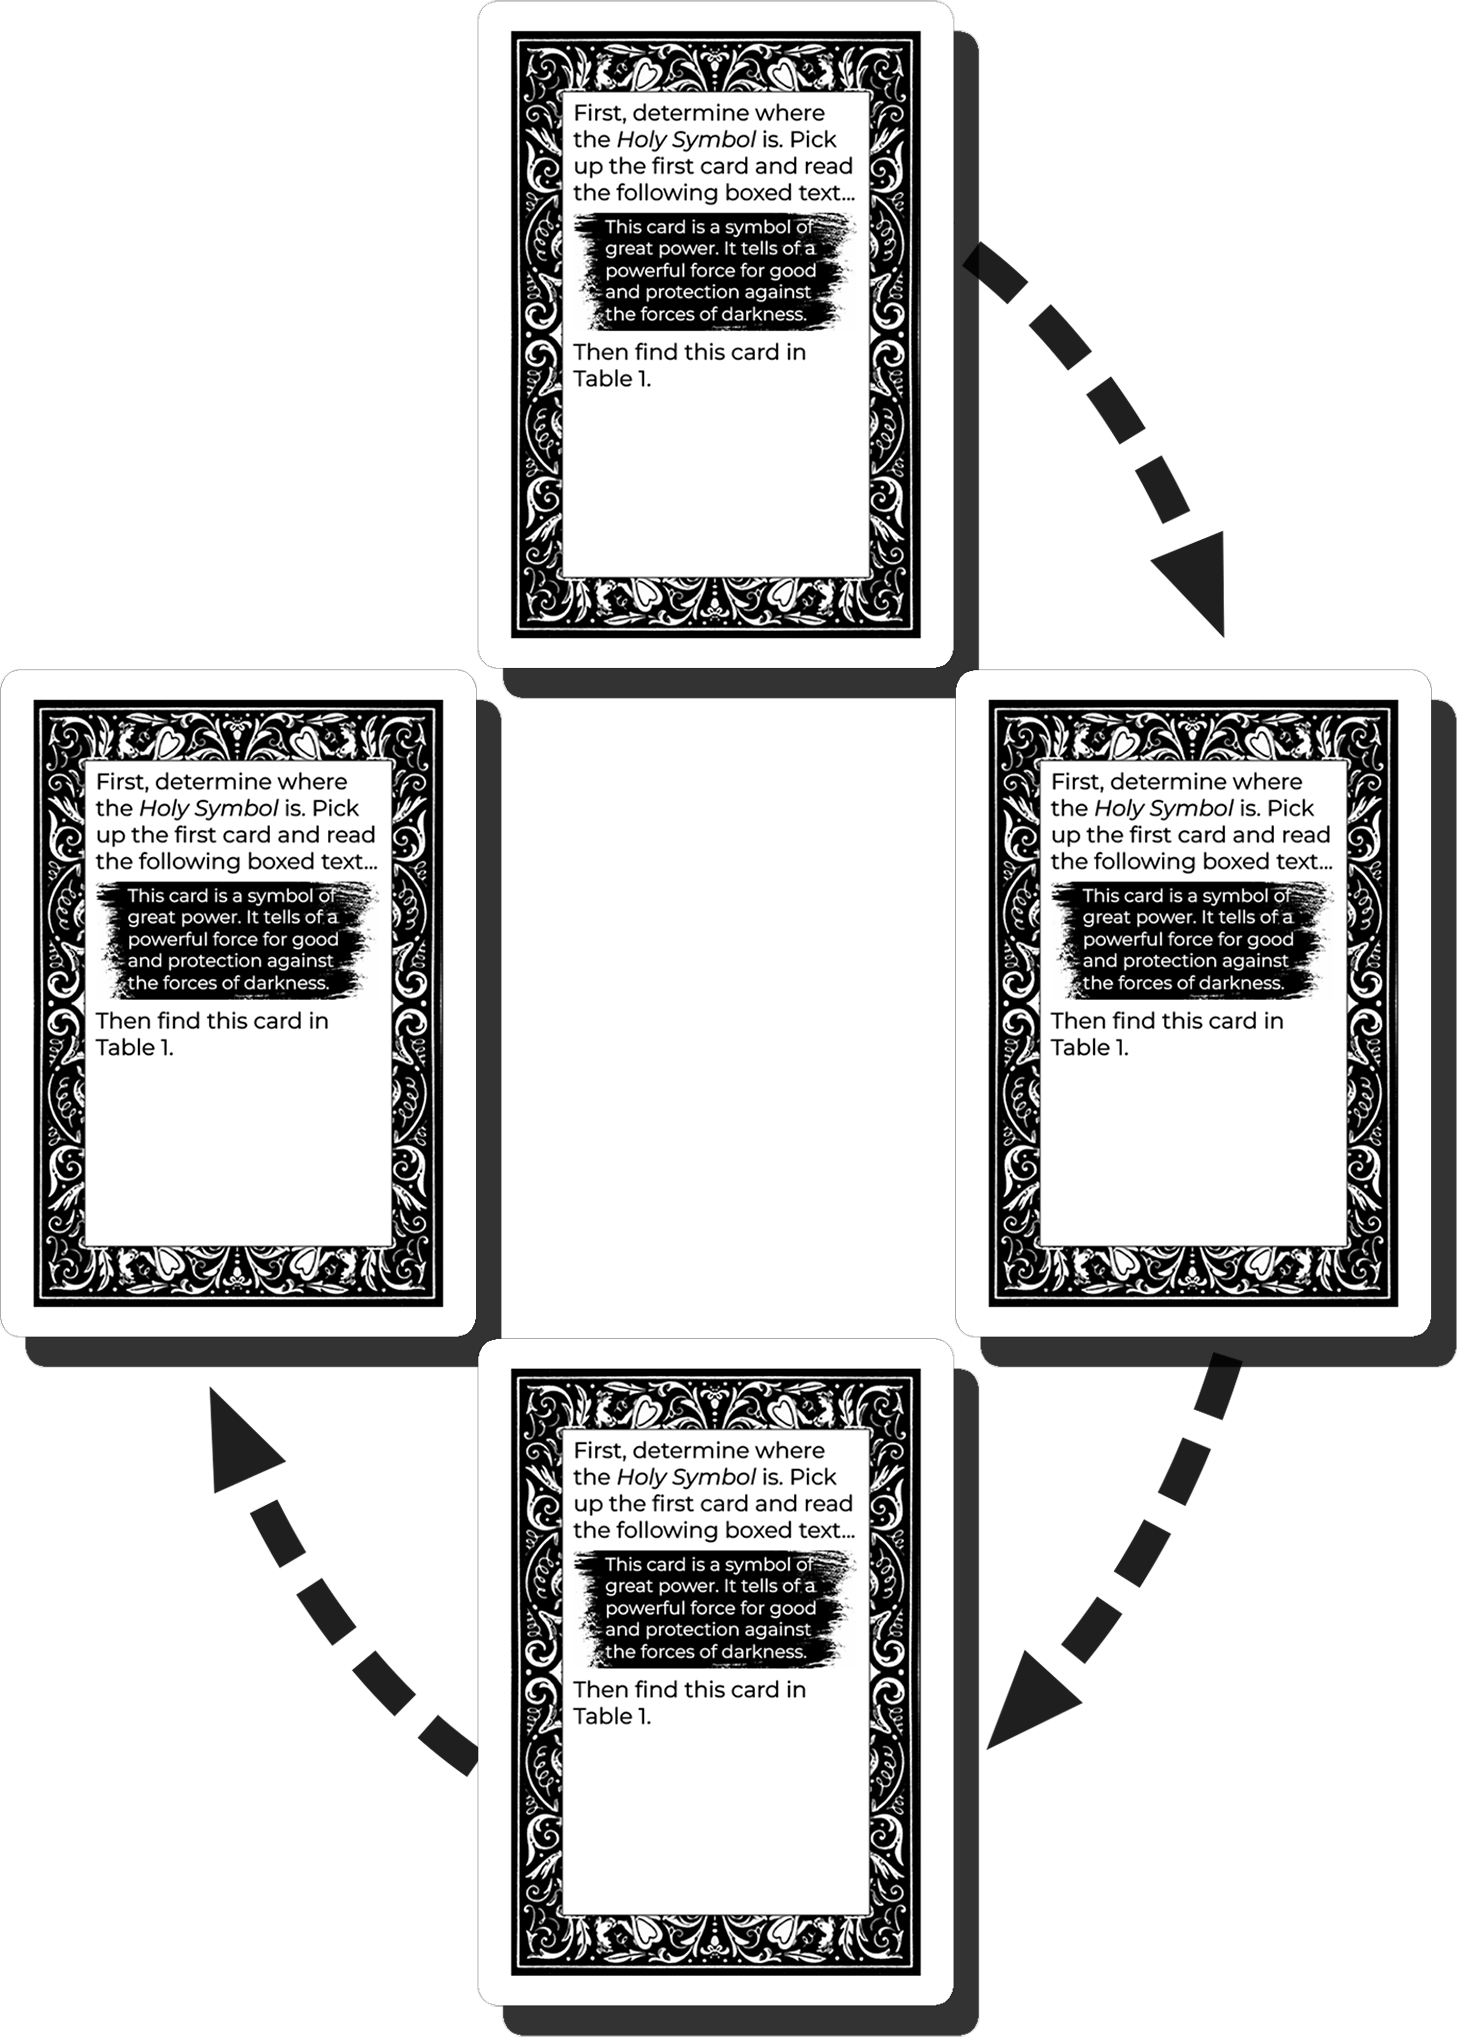 First, determine where
the Holy Symbol is. Pick
up the first card and read
the following boxed text...
This card is a symbol of
great power. It tells of a
powerful force for good
and protection against
the forces of darkness.
Then find this card in
Table 1.
First, determine where
the Holy Symbol is. Pick
up the first card and read
the following boxed text...
This card is a symbol of
great power. It tells of a
powerful force for good
and protection against
the forces of darkness.
Then find this card in
Table 1.
First, determine where
the Holy Symbol is. Pick
up the first card and read
the following boxed text...
This card is a symbol of
great power. It tells of a
powerful force for good
and protection against
the forces of darkness.
Then find this card in
Table 1.
First, determine where
the Holy Symbol is. Pick
up the first card and read
the following boxed text...
This card is a symbol of
great power. It tells of a
powerful force for good
and protection against
the forces of darkness.
Then find this card in
Table 1.